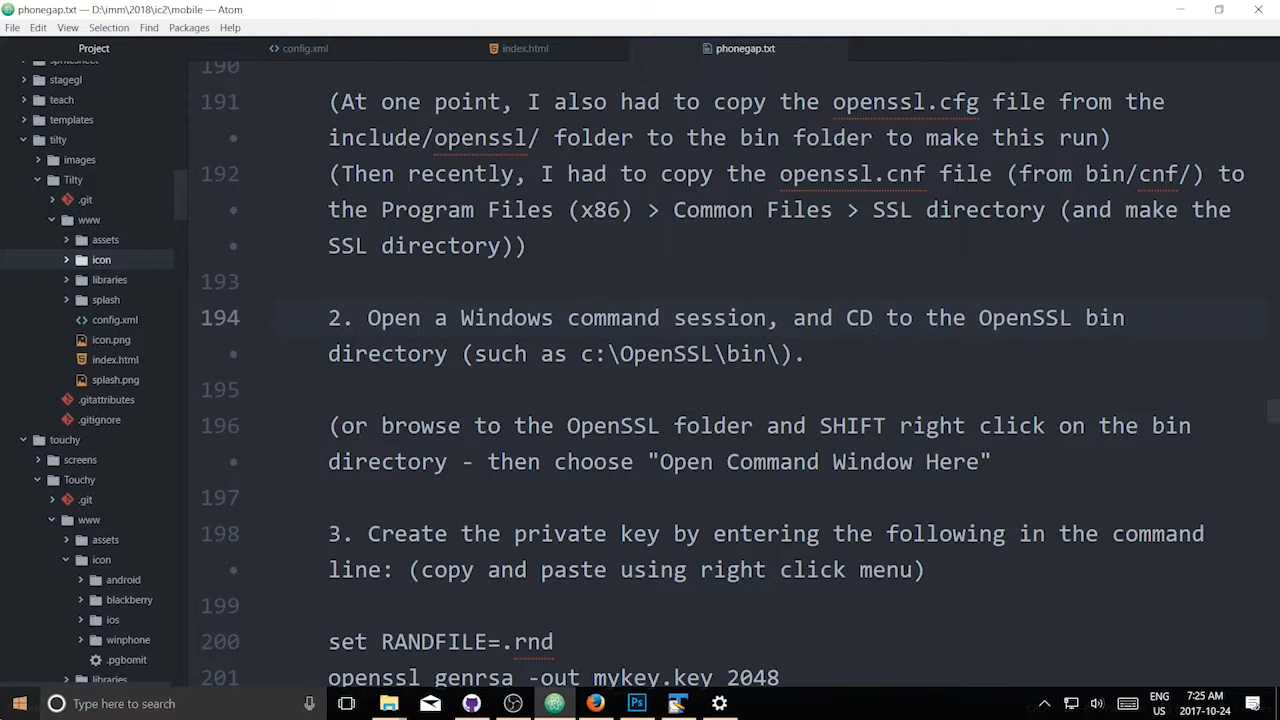 phonegap.txt — D:\imm\2018\ic2\mobile — Atom
File Edit View Selection Find Packages Help
Project
config.xml
index.html
phonegap.txt
spritesheet
stagegl
teach
templates
tilty
images
Tilty
.git
www
assets
icon
libraries
splash
config.xml
icon.png
index.html
splash.png
.gitattributes
.gitignore
touchy
screens
Touchy
.git
www
assets
icon
android
blackberry
ios
winphone
.pgbomit
libraries
190
191 (At one point, I also had to copy the openssl.cfg file from the
include/openssl/ folder to the bin folder to make this run)
192 (Then recently, I had to copy the openssl.cnf file (from bin/cnf/) to
the Program Files (x86) > Common Files > SSL directory (and make the
SSL directory))
193
194 2. Open a Windows command session, and CD to the OpenSSL bin
directory (such as c:\OpenSSL\bin\).
195
196 (or browse to the OpenSSL folder and SHIFT right click on the bin
directory - then choose "Open Command Window Here"
197
198 3. Create the private key by entering the following in the command
line: (copy and paste using right click menu)
199
200 set RANDFILE=.rnd
201 openssl genrsa -out mykey.key 2048
Type here to search
Ps
ENG
US
7:25 AM
2017-10-24